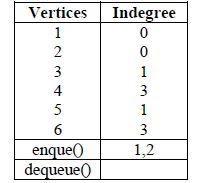 Vertices Indegree
1 0
2 0
3 1
4 3
5 1
6 3
enque() 1,2
dequeue()